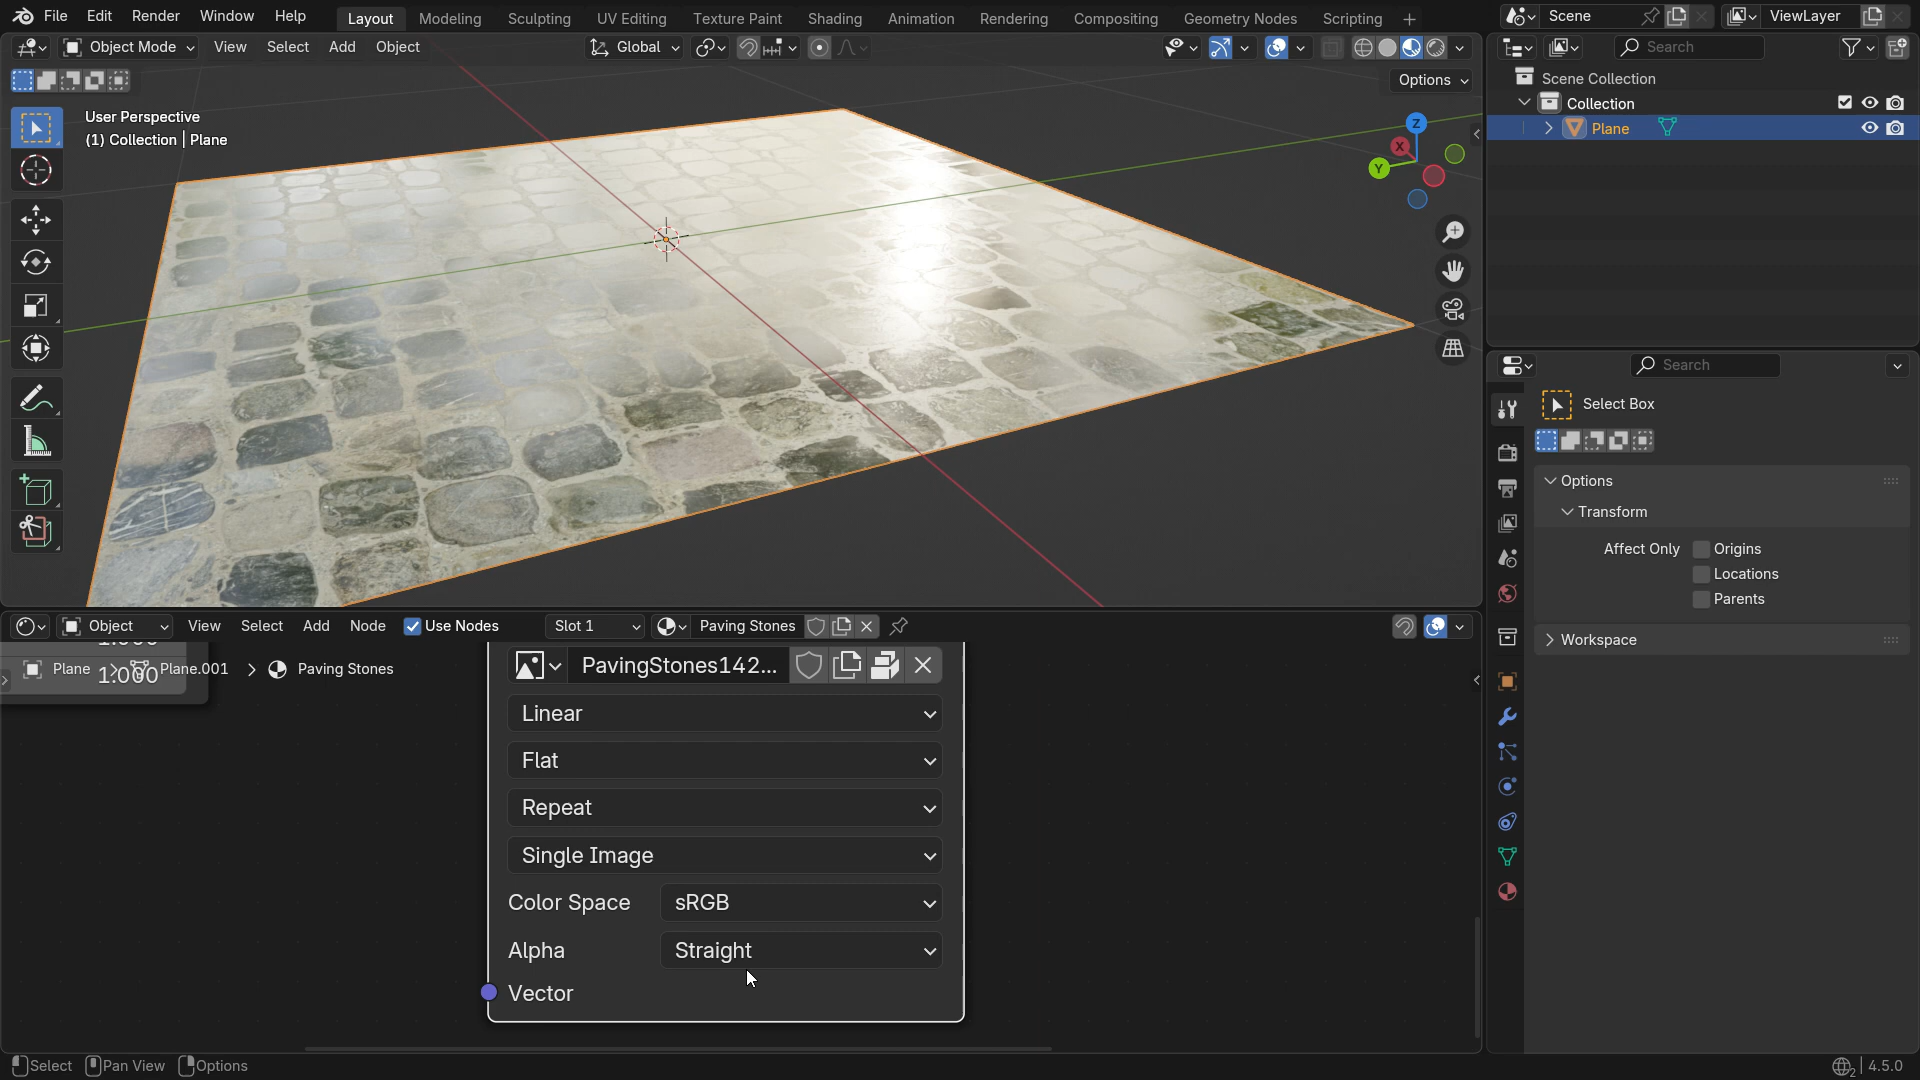 File Edit Render Window Help
Layout Modeling Sculpting UV Editing Texture Paint Shading Animation Rendering Compositing Geometry Nodes Scripting +
Scene
ViewLayer
Object Mode View Select Add Object
Global
Search
Options
User Perspective
(1) Collection | Plane
Z
X
Y
Scene Collection
Collection
Plane
Search
Select Box
Options
Transform
Affect Only Origins
Locations
Parents
Workspace
Object View Select Add Node Use Nodes Slot 1 Paving Stones
Plane Plane.001 Paving Stones
1.000
PavingStones142...
Linear
Flat
Repeat
Single Image
Color Space sRGB
Alpha Straight
Vector
Select Pan View Options
2 4.5.0